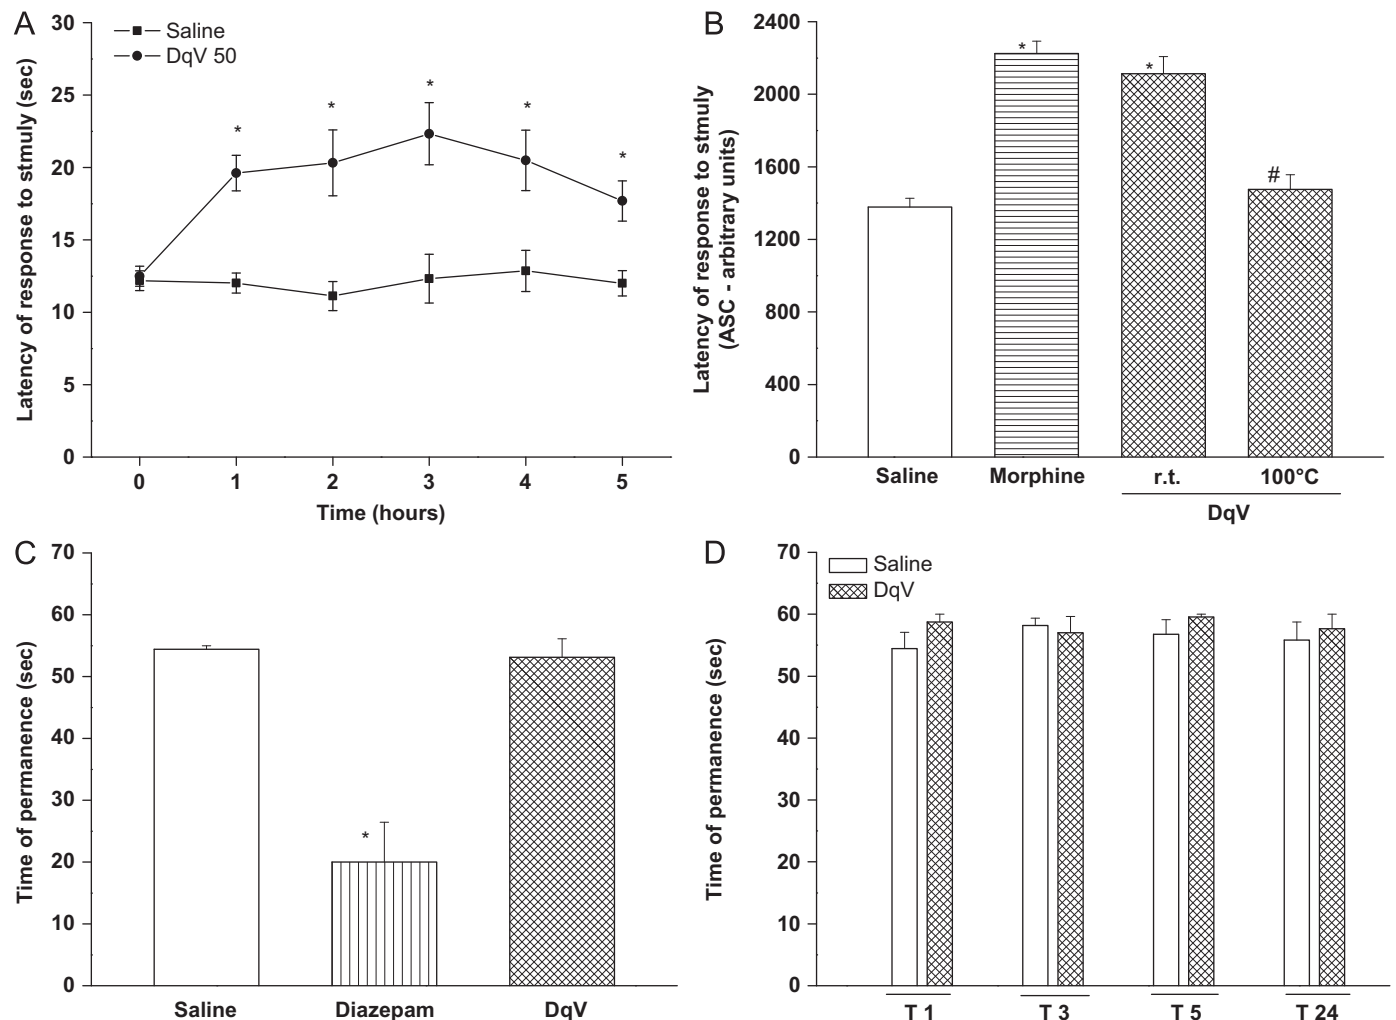 A
Saline
DqV 50
Latency of response to stmuly (sec)
30
25
20
15
10
5
0
*
*
*
*
*
0 1 2 3 4 5
Time (hours)
B
Latency of response to stmuly
(ASC - arbitrary units)
2400
2000
1600
1200
800
400
0
*
*
#
Saline Morphine r.t. 100°C
DqV
C
Time of permanence (sec)
70
60
50
40
30
20
10
0
*
Saline Diazepam DqV
D
Saline
DqV
Time of permanence (sec)
70
60
50
40
30
20
10
0
T 1 T 3 T 5 T 24